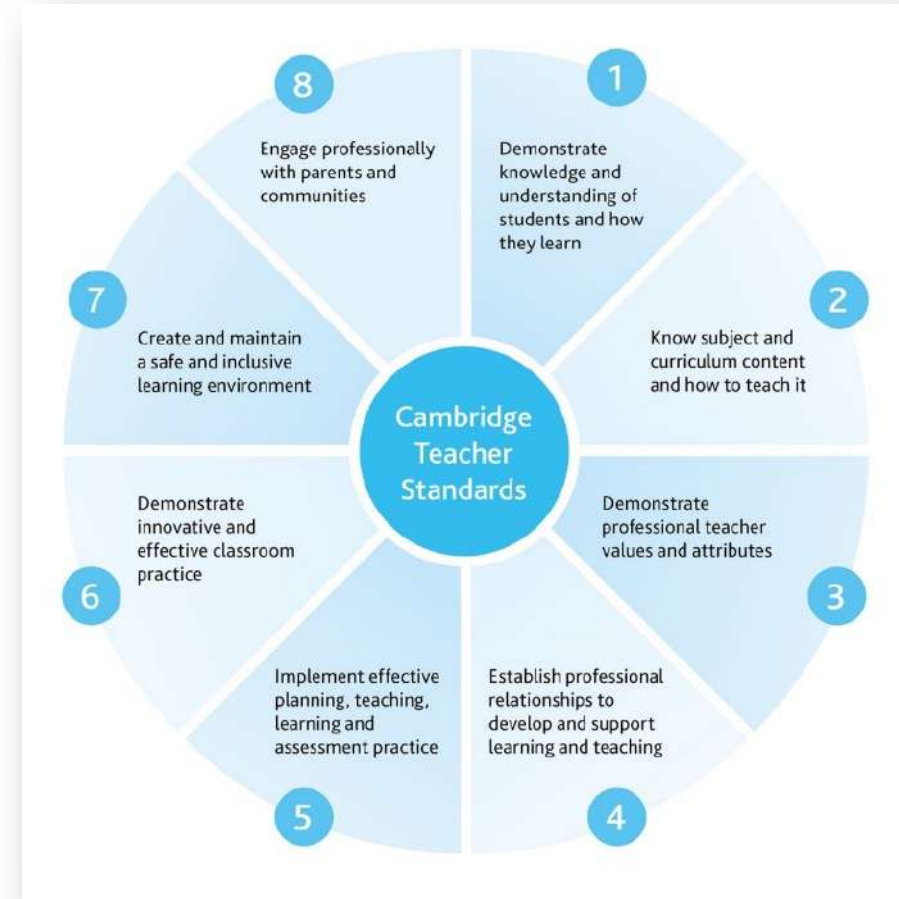 1
Demonstrate
knowledge and
understanding of
students and how
they learn
2
Know subject and
curriculum content
and how to teach it
3
Demonstrate
professional teacher
values and attributes
4
Establish professional
relationships to
develop and support
learning and teaching
5
Implement effective
planning, teaching,
learning and
assessment practice
6
Demonstrate
innovative and
effective classroom
practice
7
Create and maintain
a safe and inclusive
learning environment
8
Engage professionally
with parents and
communities
Cambridge
Teacher
Standards